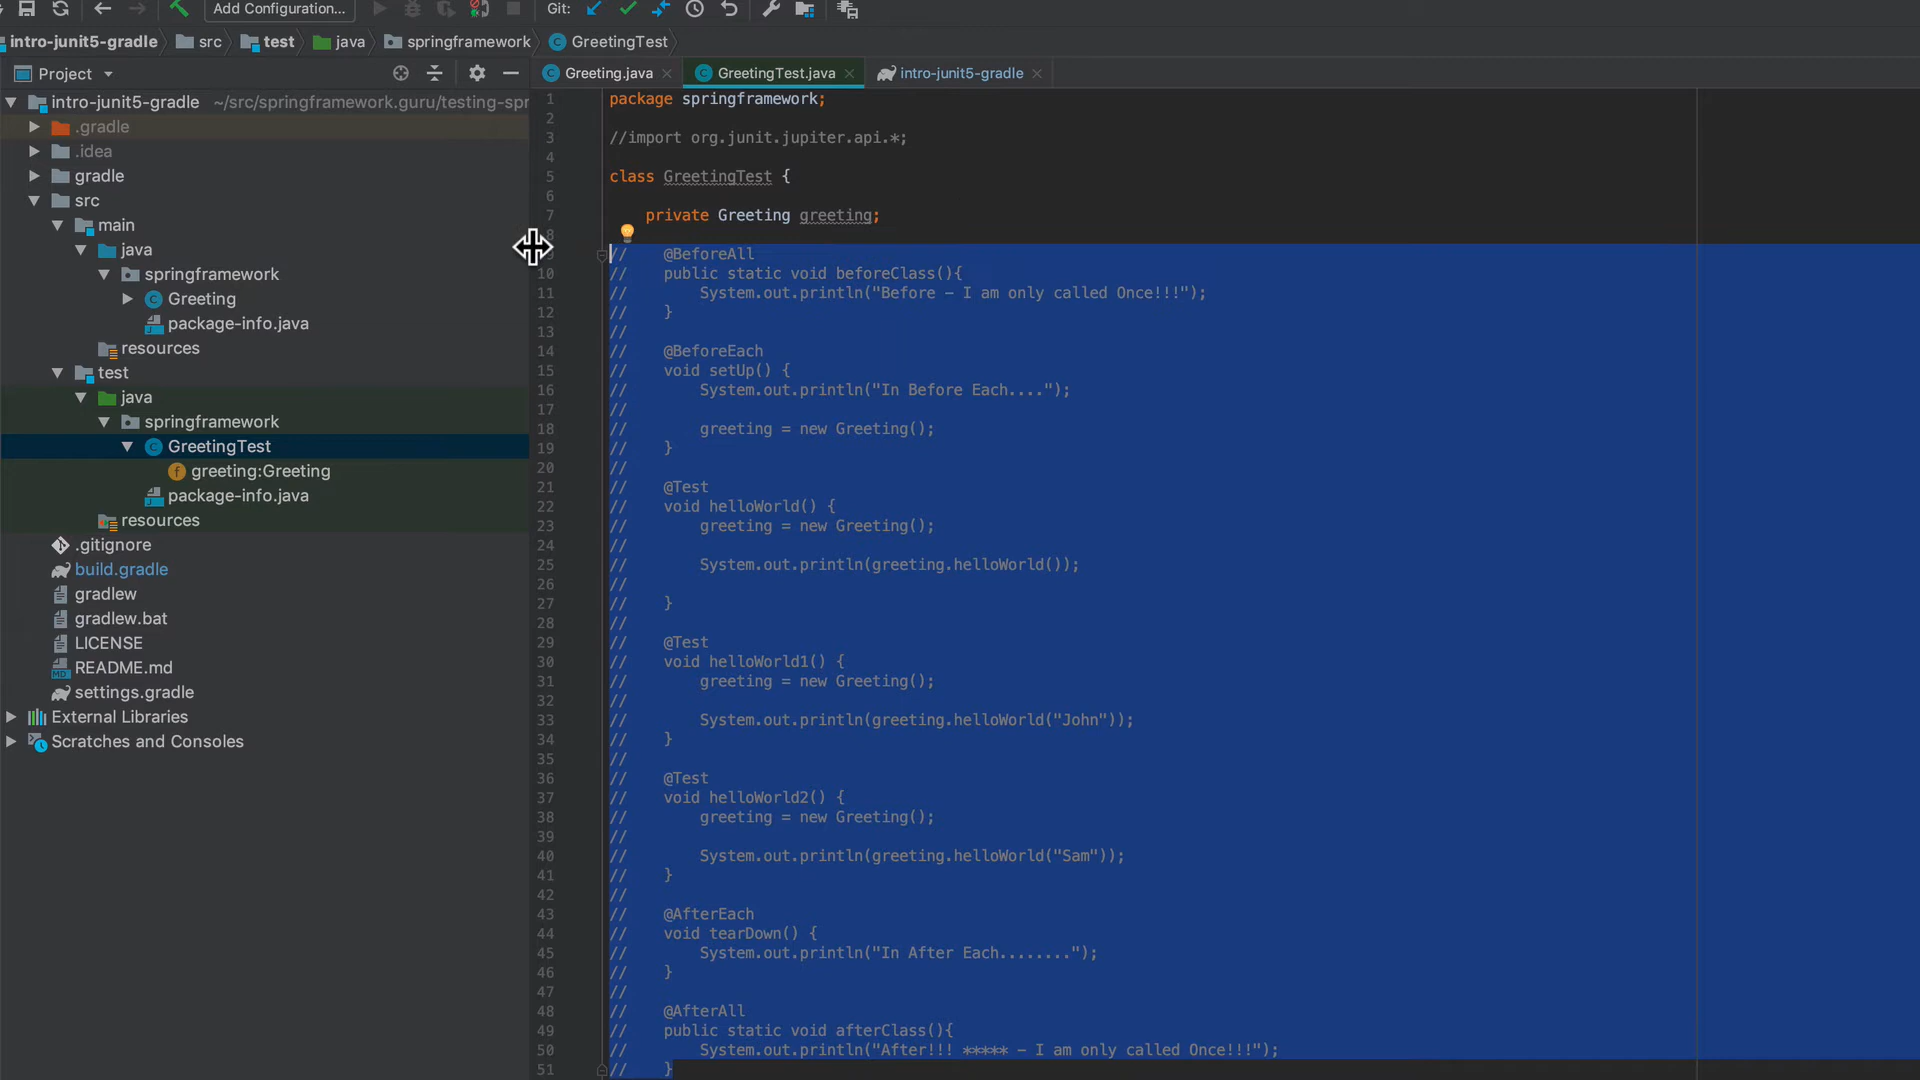 Add Configuration...
Git:
intro-junit5-gradle
src
test
java
springframework
GreetingTest
Project
Greeting.java
GreetingTest.java
intro-junit5-gradle
intro-junit5-gradle ~/src/springframework.guru/testing-spr
.gradle
.idea
gradle
src
main
java
springframework
Greeting
package-info.java
resources
test
java
springframework
GreetingTest
greeting:Greeting
package-info.java
resources
.gitignore
build.gradle
gradlew
gradlew.bat
LICENSE
README.md
settings.gradle
External Libraries
Scratches and Consoles
1 package springframework;
2
3 //import org.junit.jupiter.api.*;
4
5 class GreetingTest {
6
7 private Greeting greeting;
8
9 // @BeforeAll
10 // public static void beforeClass(){
11 // System.out.println("Before - I am only called Once!!!");
12 // }
13 //
14 // @BeforeEach
15 // void setUp() {
16 // System.out.println("In Before Each....");
17 //
18 // greeting = new Greeting();
19 // }
20 //
21 // @Test
22 // void helloWorld() {
23 // greeting = new Greeting();
24 //
25 // System.out.println(greeting.helloWorld());
26 //
27 // }
28 //
29 // @Test
30 // void helloWorld1() {
31 // greeting = new Greeting();
32 //
33 // System.out.println(greeting.helloWorld("John"));
34 // }
35 //
36 // @Test
37 // void helloWorld2() {
38 // greeting = new Greeting();
39 //
40 // System.out.println(greeting.helloWorld("Sam"));
41 // }
42 //
43 // @AfterEach
44 // void tearDown() {
45 // System.out.println("In After Each........");
46 // }
47 //
48 // @AfterAll
49 // public static void afterClass(){
50 // System.out.println("After!!! ***** - I am only called Once!!!");
51 // }